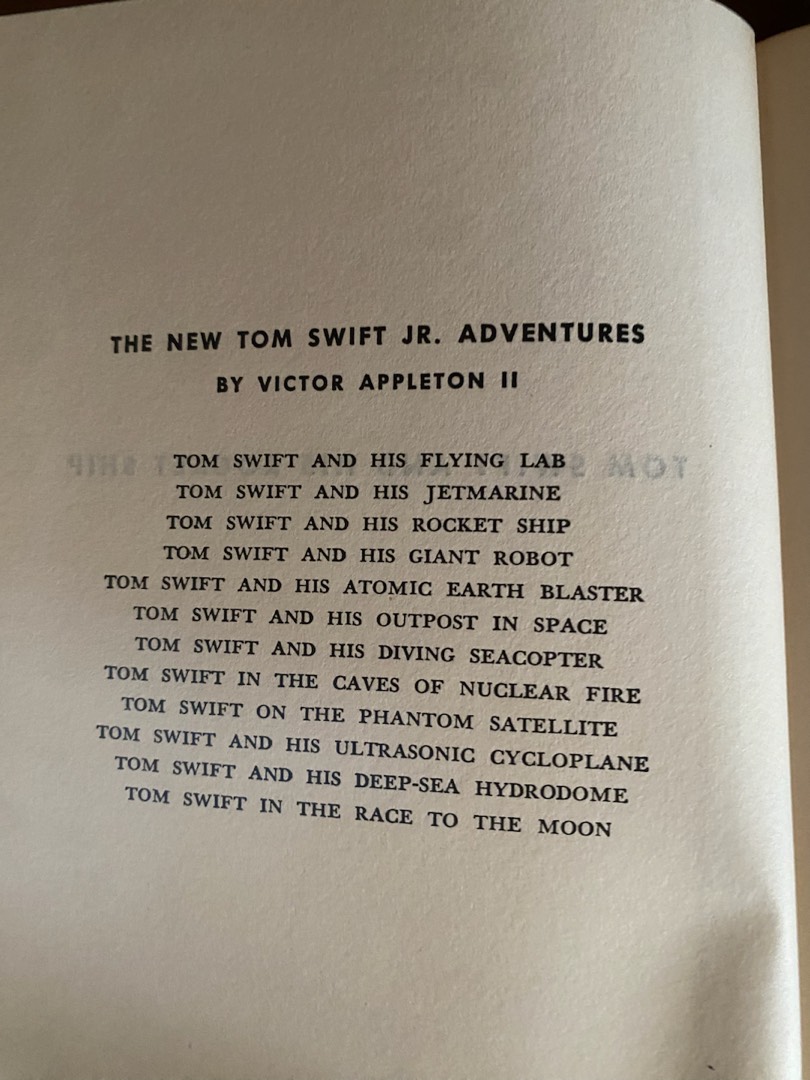 THE NEW TOM SWIFT JR. ADVENTURES
BY VICTOR APPLETON II
TOM SWIFT AND HIS FLYING LAB
TOM SWIFT AND HIS JETMARINE
TOM SWIFT AND HIS ROCKET SHIP
TOM SWIFT AND HIS GIANT ROBOT
TOM SWIFT AND HIS ATOMIC EARTH BLASTER
TOM SWIFT AND HIS OUTPOST IN SPACE
TOM SWIFT AND HIS DIVING SEACOPTER
TOM SWIFT IN THE CAVES OF NUCLEAR FIRE
TOM SWIFT ON THE PHANTOM SATELLITE
TOM SWIFT AND HIS ULTRASONIC CYCLOPLANE
TOM SWIFT AND HIS DEEP-SEA HYDRODOME
TOM SWIFT IN THE RACE TO THE MOON